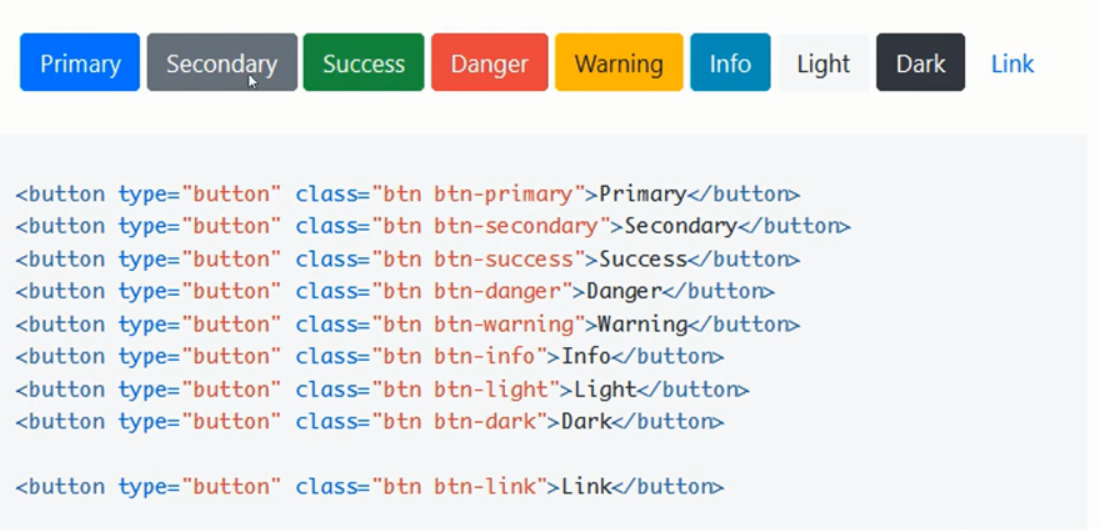 Primary Secondary Success Danger Warning Info Light Dark Link
<button type="button" class="btn btn-primary">Primary</button>
<button type="button" class="btn btn-secondary">Secondary</button>
<button type="button" class="btn btn-success">Success</button>
<button type="button" class="btn btn-danger">Danger</button>
<button type="button" class="btn btn-warning">Warning</button>
<button type="button" class="btn btn-info">Info</button>
<button type="button" class="btn btn-light">Light</button>
<button type="button" class="btn btn-dark">Dark</button>
<button type="button" class="btn btn-link">Link</button>